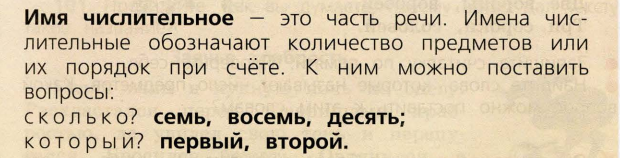 Имя числительное — это часть речи. Имена чис-
лительные обозначают количество предметов или
их порядок при счёте. К ним можно поставить
вопросы:
сколько? семь, восемь, десять;
который? первый, второй.